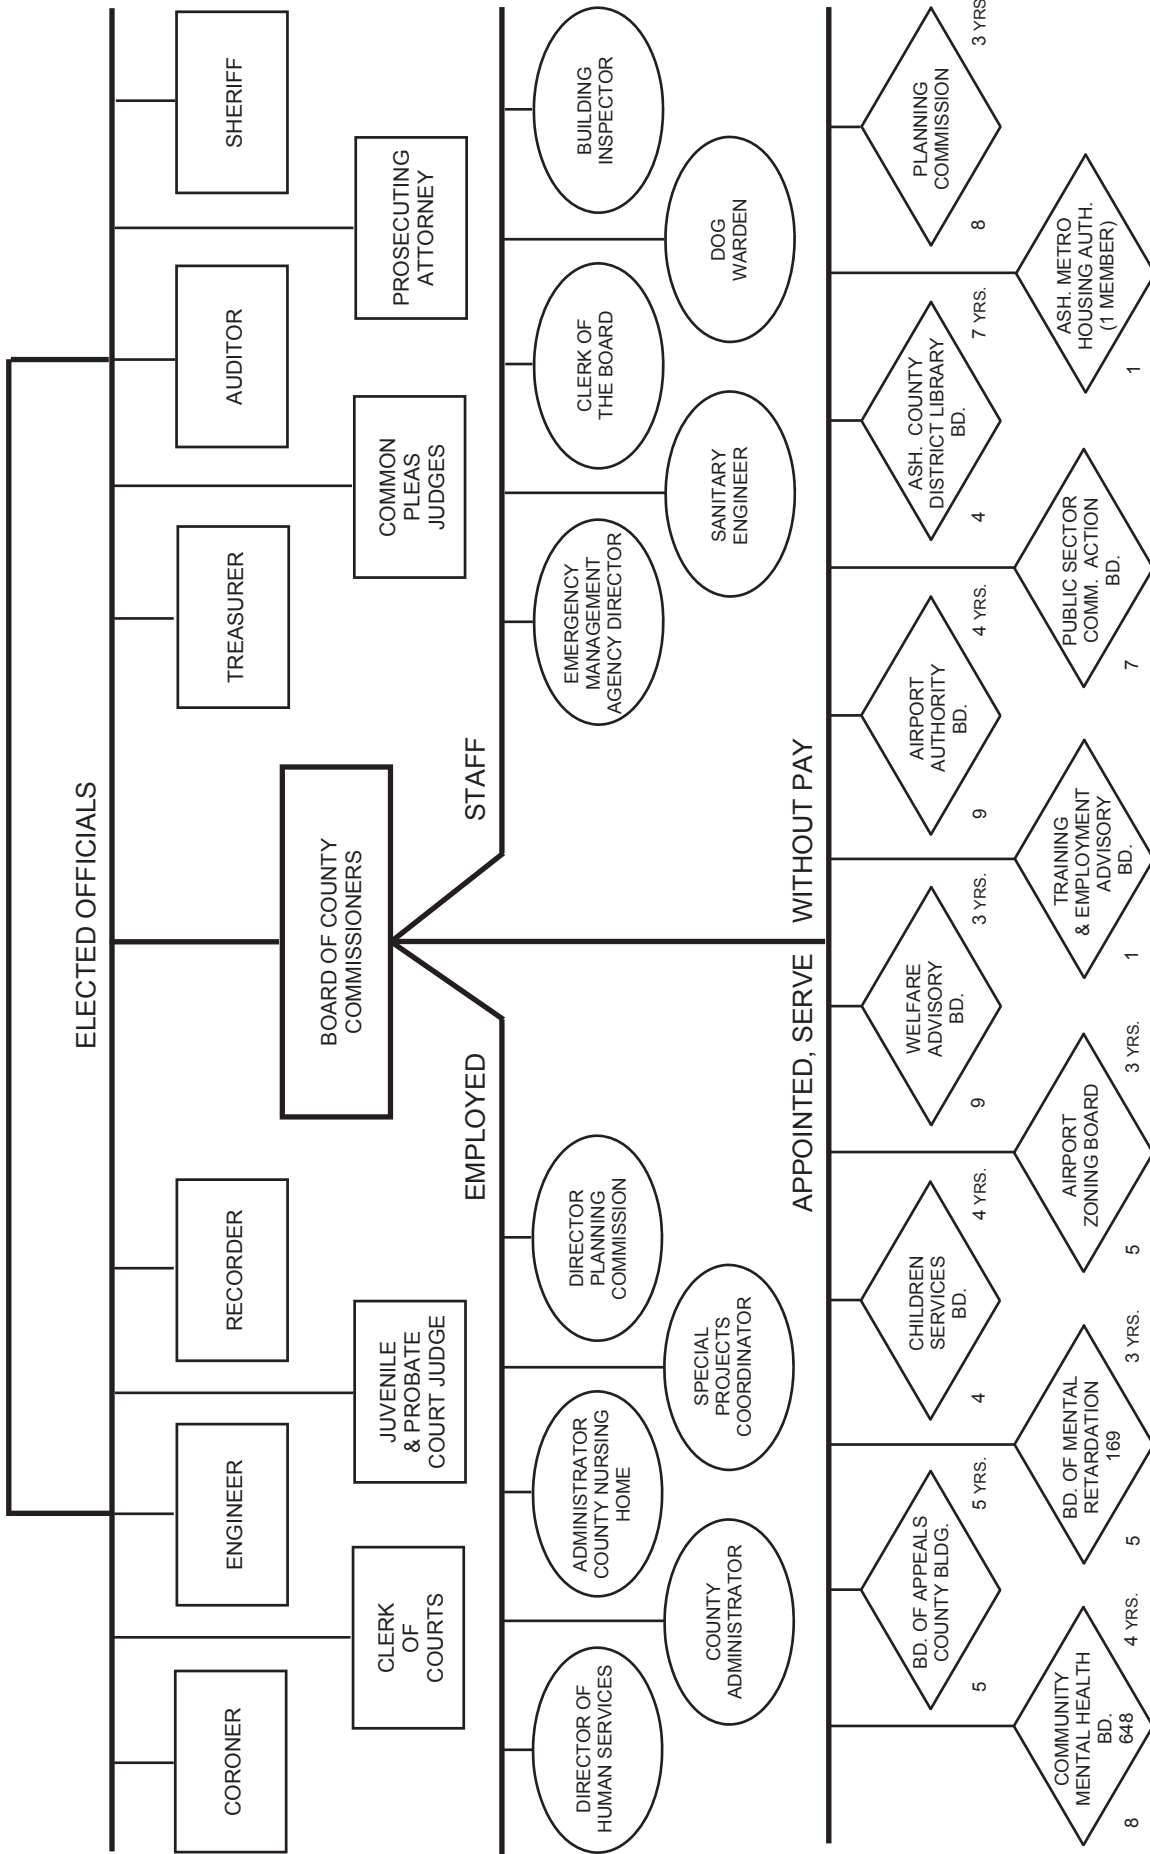 ELECTED OFFICIALS
CORONER
ENGINEER
RECORDER
TREASURER
AUDITOR
SHERIFF
CLERK
OF
COURTS
JUVENILE
& PROBATE
COURT JUDGE
BOARD OF COUNTY
COMMISSIONERS
COMMON
PLEAS
JUDGES
PROSECUTING
ATTORNEY
EMPLOYED STAFF
DIRECTOR OF
HUMAN SERVICES
ADMINISTRATOR
COUNTY NURSING
HOME
DIRECTOR
PLANNING
COMMISSION
EMERGENCY
MANAGEMENT
AGENCY DIRECTOR
CLERK OF
THE BOARD
BUILDING
INSPECTOR
COUNTY
ADMINISTRATOR
SPECIAL
PROJECTS
COORDINATOR
SANITARY
ENGINEER
DOG
WARDEN
APPOINTED, SERVE WITHOUT PAY
BD. OF APPEALS
COUNTY BLDG.
5
5 YRS.
CHILDREN
SERVICES
BD.
4
4 YRS.
WELFARE
ADVISORY
BD.
9
3 YRS.
AIRPORT
AUTHORITY
BD.
9
4 YRS.
ASH. COUNTY
DISTRICT LIBRARY
BD.
4
7 YRS.
PLANNING
COMMISSION
8
3 YRS
COMMUNITY
MENTAL HEALTH
BD.
648
8
4 YRS.
BD. OF MENTAL
RETARDATION
169
5
3 YRS.
AIRPORT
ZONING BOARD
5
3 YRS.
TRAINING
& EMPLOYMENT
ADVISORY
BD.
1
PUBLIC SECTOR
COMM. ACTION
BD.
7
ASH. METRO
HOUSING AUTH.
(1 MEMBER)
1